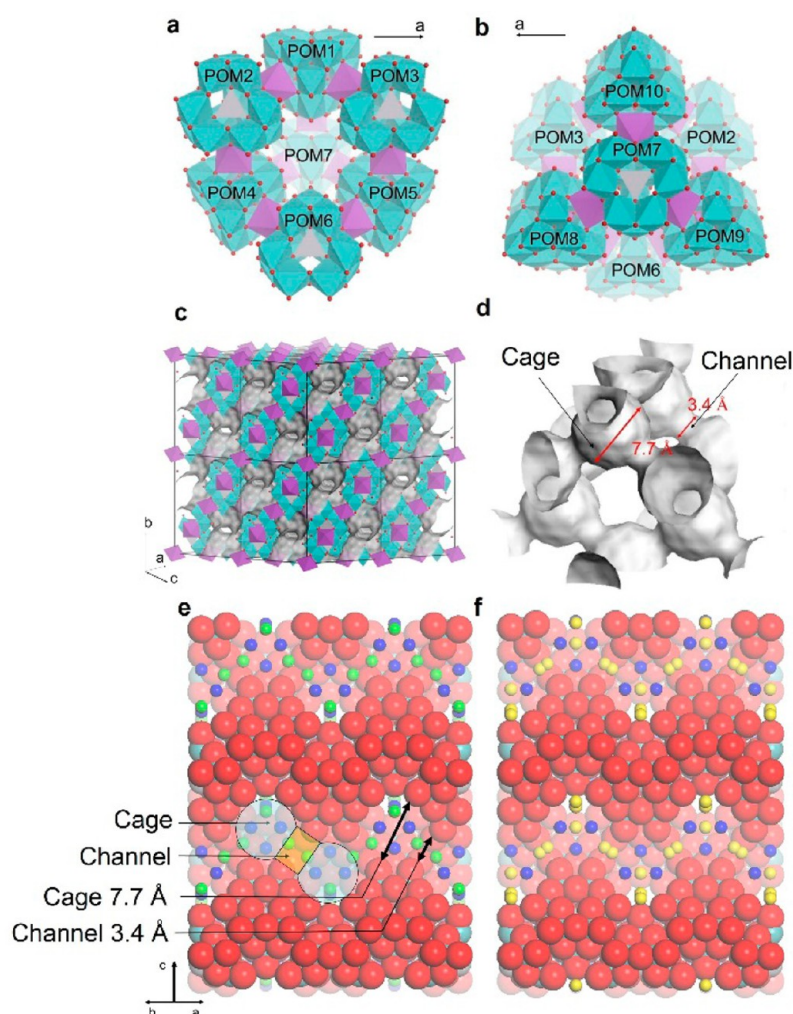 a
a
POM1
POM2
POM3
POM7
POM4
POM5
POM6
b
a
POM10
POM3
POM7
POM2
POM8
POM9
POM6
c
b
a
c
d
Cage
Channel
3.4 Å
7.7 Å
e
Cage
Channel
Cage 7.7 Å
Channel 3.4 Å
c
b
a
f